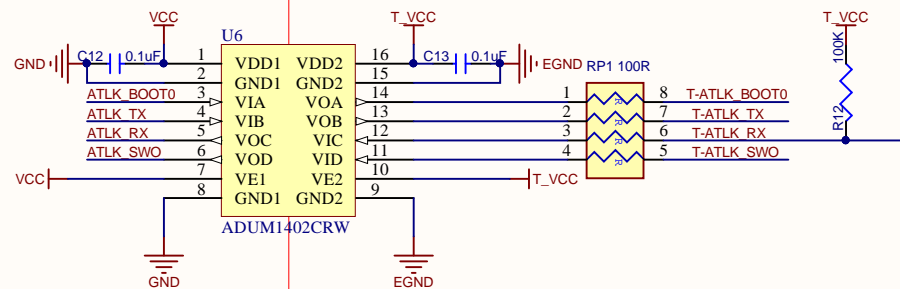 VCC
T_VCC
T_VCC
U6
GND
C12
0.1uF
1
VDD1
VDD2
16
C13
0.1uF
EGND
RP1 100R
100K
2
GND1
GND2
15
ATLK_BOOT0
3
VIA
VOA
14
1
R
8
T-ATLK_BOOT0
ATLK_TX
4
VIB
VOB
13
2
R
7
T-ATLK_TX
R12
ATLK_RX
5
VOC
VIC
12
3
R
6
T-ATLK_RX
ATLK_SWO
6
VOD
VID
11
4
R
5
T-ATLK_SWO
VCC
7
VE1
VE2
10
T_VCC
8
GND1
GND2
9
ADUM1402CRW
GND
EGND